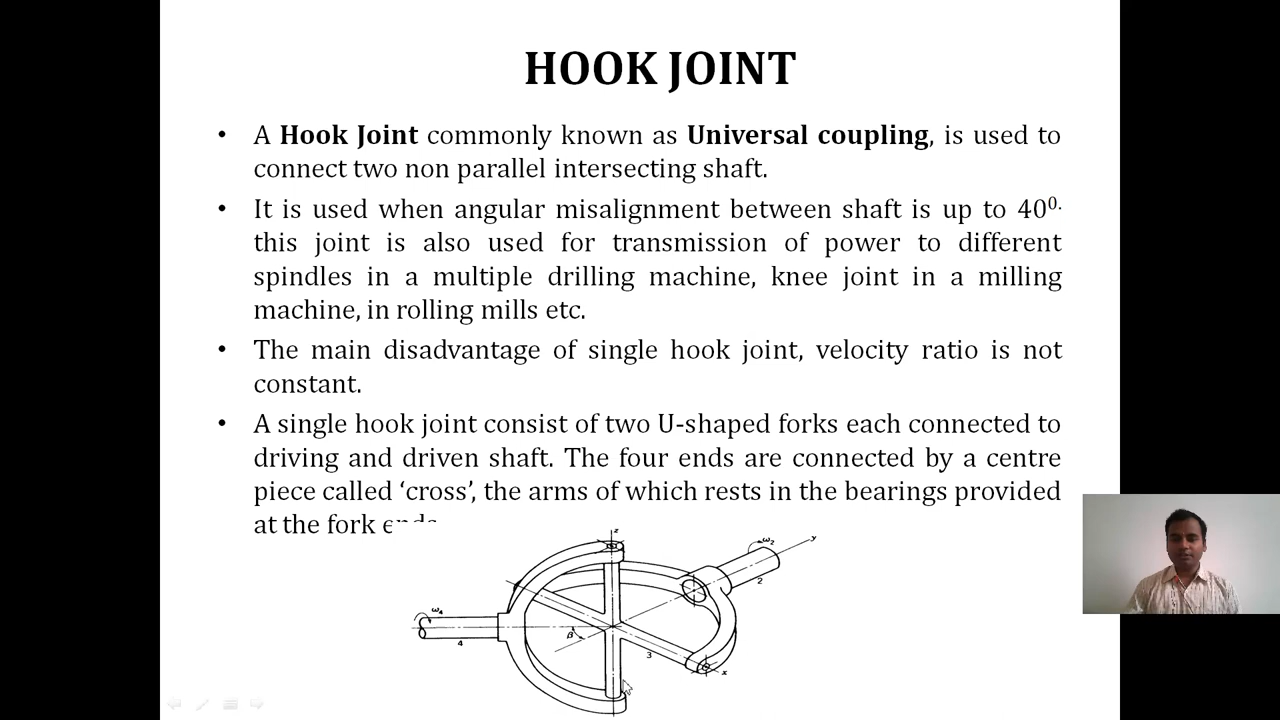 HOOK JOINT
• A Hook Joint commonly known as Universal coupling, is used to
connect two non parallel intersecting shaft.
• It is used when angular misalignment between shaft is up to 40⁰·
this joint is also used for transmission of power to different
spindles in a multiple drilling machine, knee joint in a milling
machine, in rolling mills etc.
• The main disadvantage of single hook joint, velocity ratio is not
constant.
• A single hook joint consist of two U-shaped forks each connected to
driving and driven shaft. The four ends are connected by a centre
piece called ‘cross’, the arms of which rests in the bearings provided
at the fork ends
z
ω2
y
2
ω4
4
β
3
x